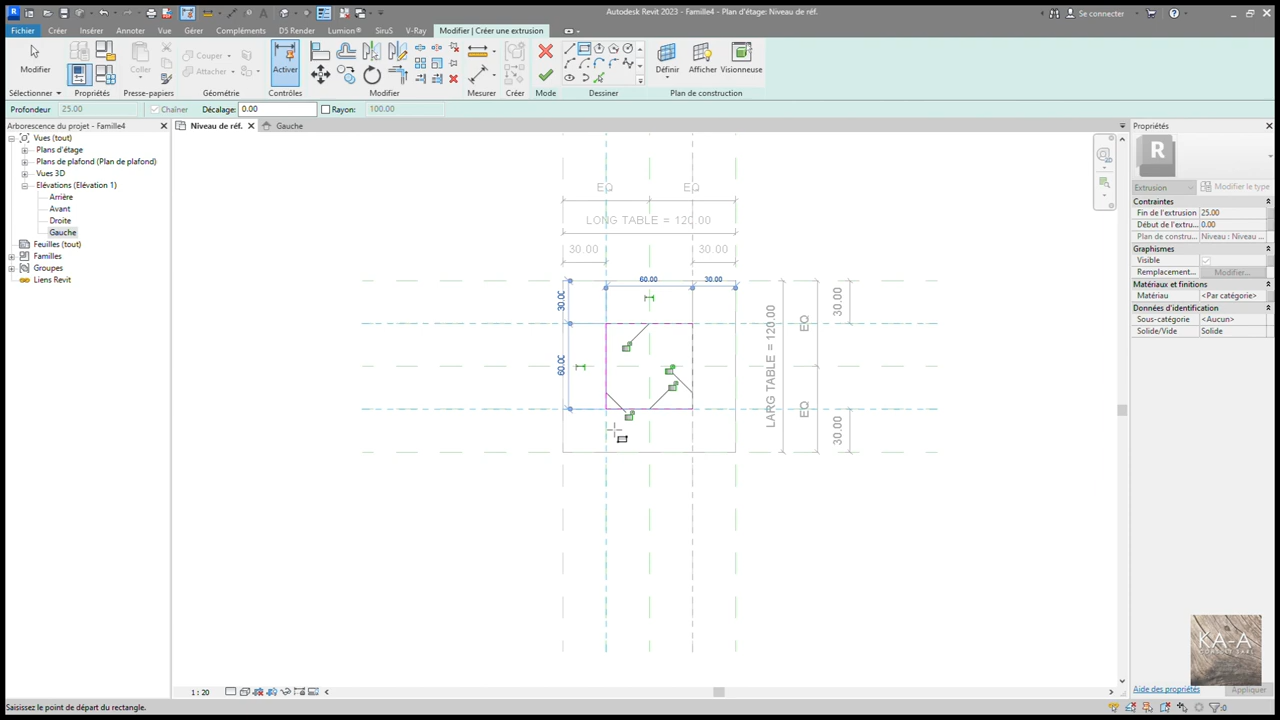 Autodesk Revit 2023 - Famille4 - Plan d'étage: Niveau de réf.
Se connecter
Fichier Créer Insérer Annoter Vue Gérer Compléments D5 Render Lumion® SiruS V-Ray Modifier | Créer une extrusion
Modifier
Coller
Couper
Attacher
Activer
Créer
Définir
Afficher
Visionneuse
Sélectionner Propriétés Presse-papiers Géométrie Contrôles Modifier Mesurer Créer Mode Dessiner Plan de construction
Profondeur 25.00 Chaîner Décalage: 0.00 Rayon: 100.00
Arborescence du projet - Famille4
Niveau de réf.
Gauche
Propriétés
Vues (tout)
Plans d'étage
Plans de plafond (Plan de plafond)
Vues 3D
Elévations (Elévation 1)
Arrière
Avant
Droite
Gauche
Feuilles (tout)
Familles
Groupes
Liens Revit
EQ EQ
LONG TABLE = 120.00
30.00 30.00
60.00 30.00
30.00
60.00
LARG TABLE = 120.00
EQ
EQ
30.00
30.00
R
Extrusion Modifier le type
Contraintes
Fin de l'extrusion 25.00
Début de l'extru... 0.00
Plan de constru... Niveau : Niveau ...
Graphismes
Visible
Remplacement... Modifier...
Matériaux et finitions
Matériau <Par catégorie>
Données d'identification
Sous-catégorie <Aucun>
Solide/Vide Solide
KA-A
Aide des propriétés Appliquer
1 : 20
Saisissez le point de départ du rectangle.
:0